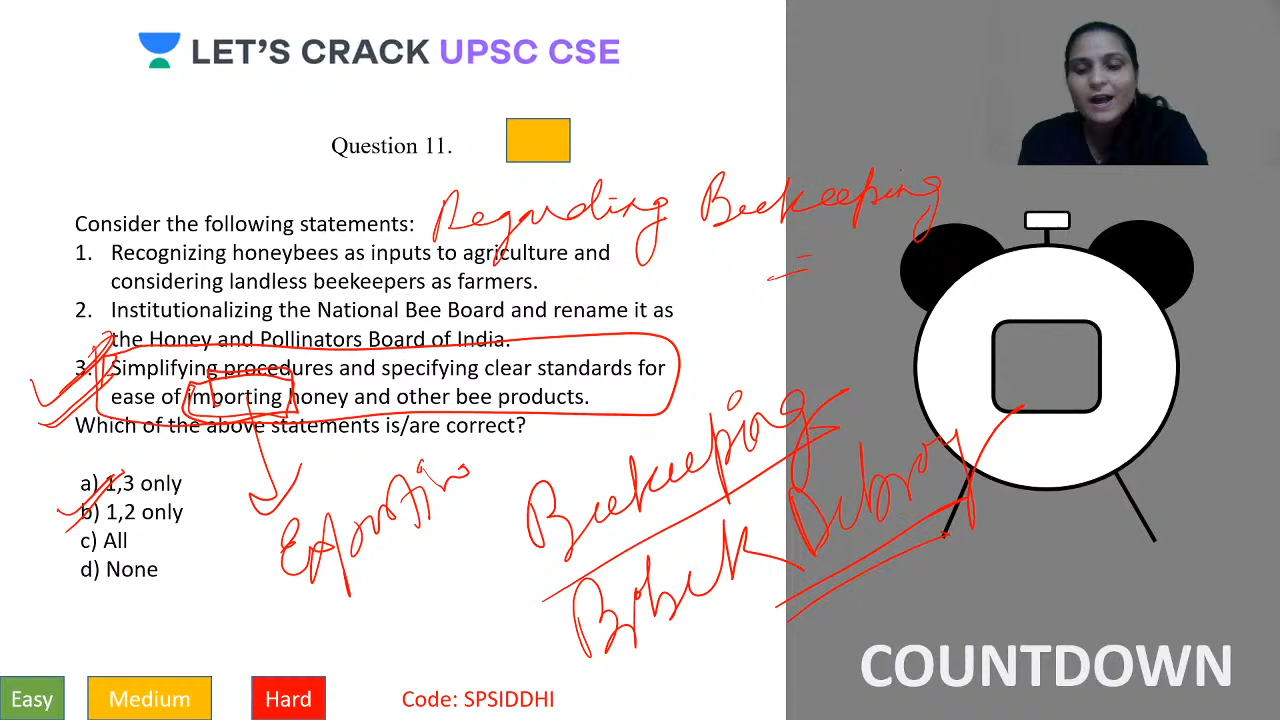 LET'S CRACK UPSC CSE
Question 11.
Regarding Beekeeping
Consider the following statements:
1. Recognizing honeybees as inputs to agriculture and
considering landless beekeepers as farmers.
2. Institutionalizing the National Bee Board and rename it as
the Honey and Pollinators Board of India.
3. Simplifying procedures and specifying clear standards for
ease of importing honey and other bee products.
Which of the above statements is/are correct?
a) 1,3 only
b) 1,2 only
c) All
d) None
Beekeeping
Bibek Debroy
COUNTDOWN
Easy
Medium
Hard
Code: SPSIDDHI